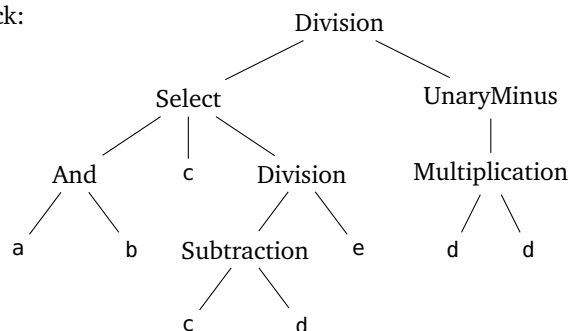 ck:
Division
Select
UnaryMinus
And
c
Division
Multiplication
a
b
Subtraction
e
d
d
c
d